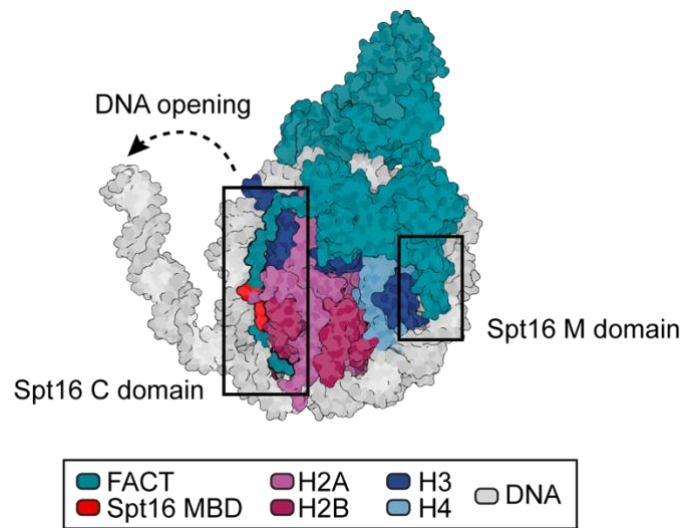 DNA opening
Spt16 M domain
Spt16 C domain
FACT H2A H3 DNA
Spt16 MBD H2B H4